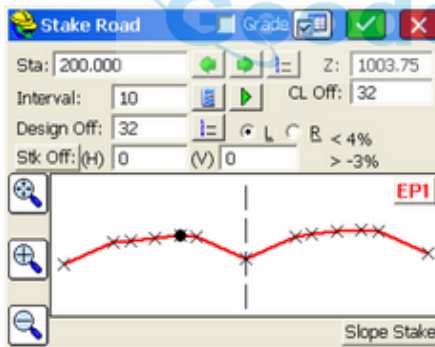 Stake Road Grade
Sta: 200.000 Z: 1003.75
Interval: 10 CL Off: 32
Design Off: 32 L R < 4%
Stk Off: (H) 0 (V) 0 > -3%
EP1
Slope Stake